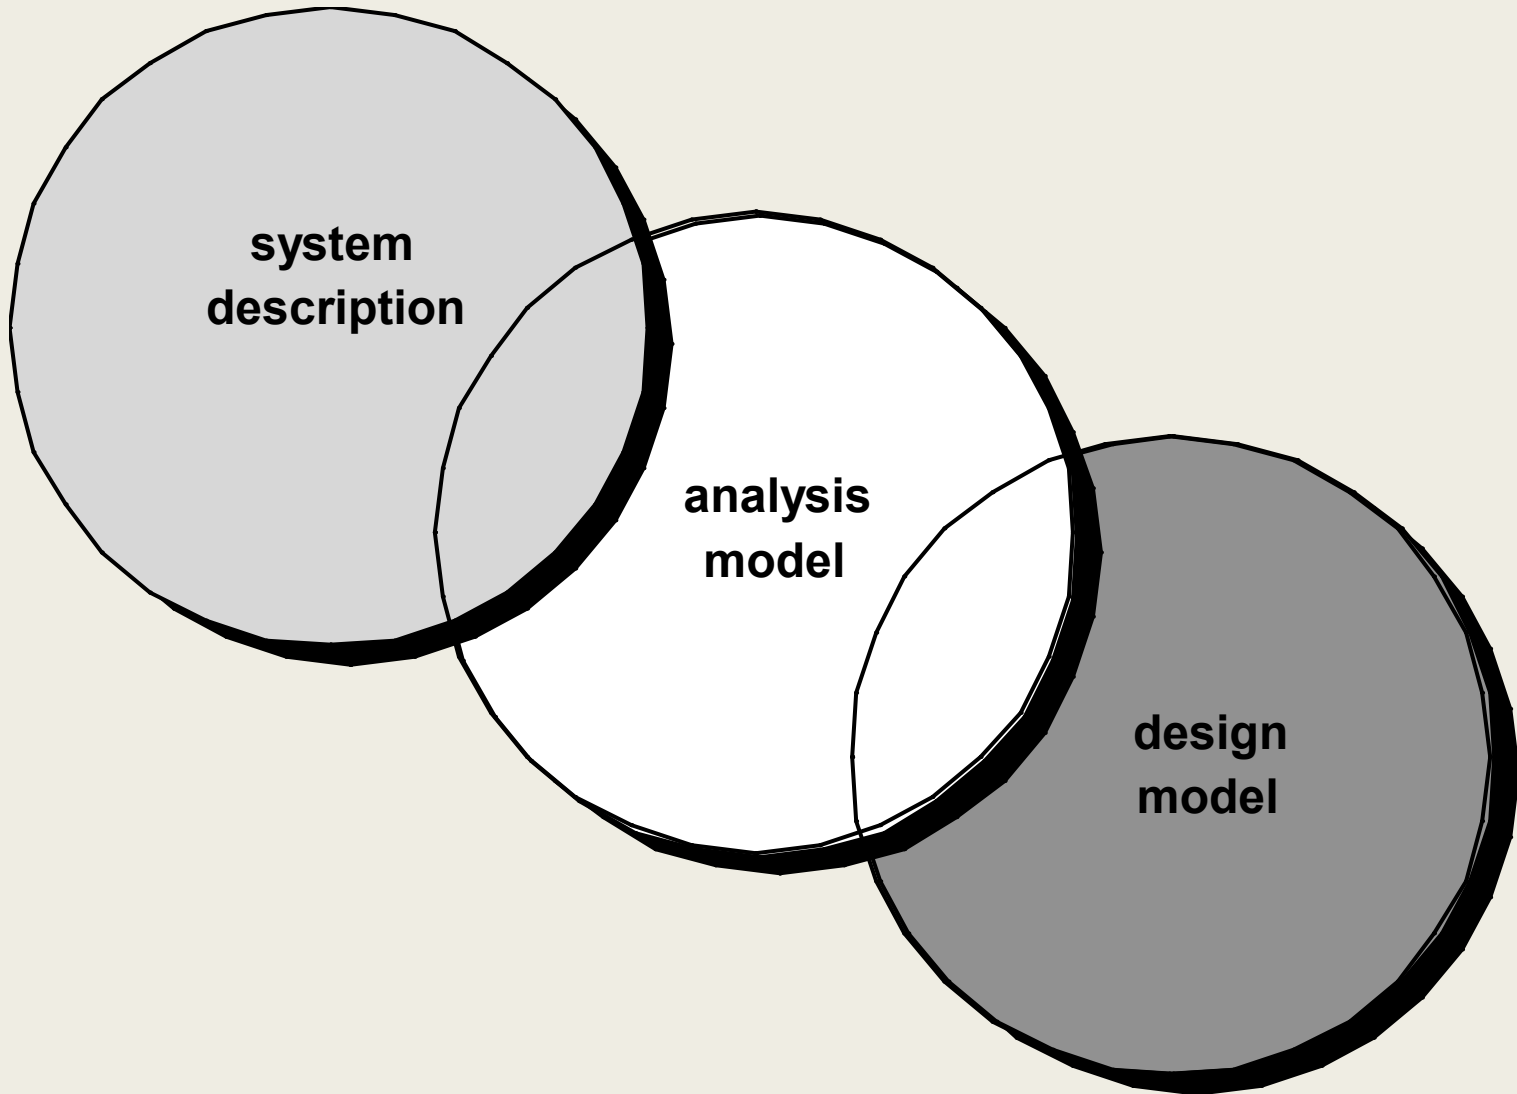 system
description
analysis
model
design
model